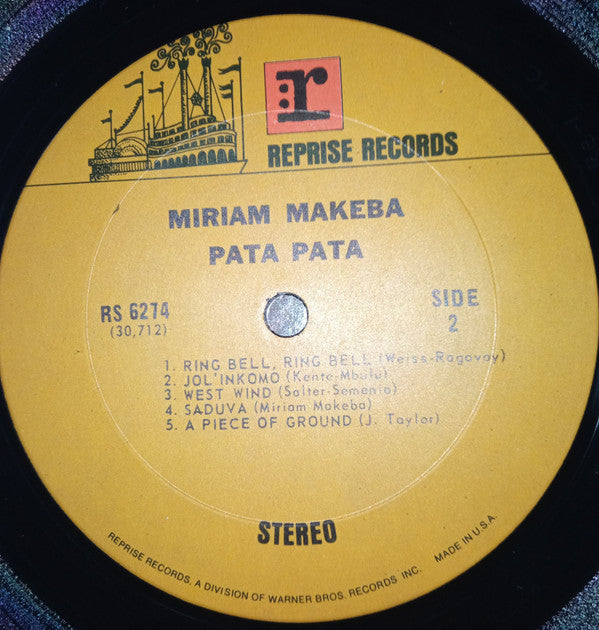 r
REPRISE RECORDS
MIRIAM MAKEBA
PATA PATA
RS 6274
(30,712)
SIDE
2
1. RING BELL, RING BELL (Weiss-Ragovoy)
2. JOL'INKOMO (Kente-Mbulu)
3. WEST WIND (Salter-Semenia)
4. SADUVA (Miriam Makeba)
5. A PIECE OF GROUND (J. Taylor)
STEREO
REPRISE RECORDS, A DIVISION OF WARNER BROS. RECORDS INC. MADE IN U.S.A.